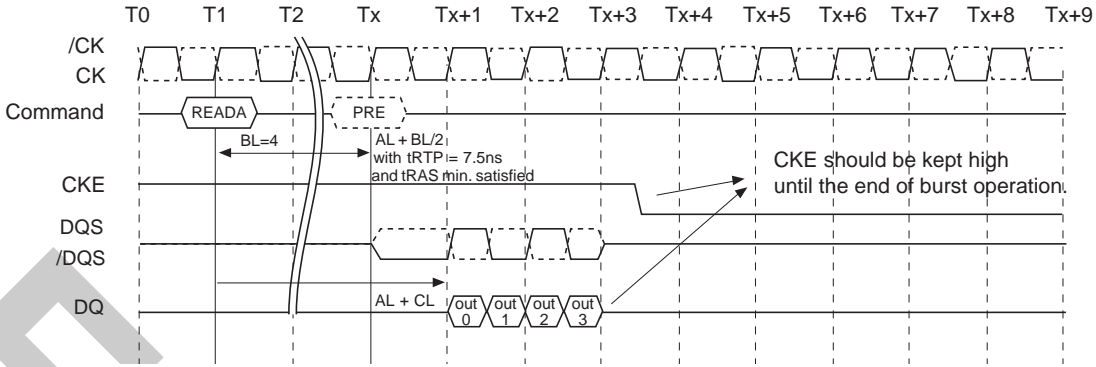 T0 T1 T2 Tx Tx+1 Tx+2 Tx+3 Tx+4 Tx+5 Tx+6 Tx+7 Tx+8 Tx+9
/CK
CK
Command READA PRE
BL=4 AL + BL/2
with tRTP = 7.5ns
and tRAS min. satisfied
CKE should be kept high
until the end of burst operation.
CKE
DQS
/DQS
DQ AL + CL out out out out
0 1 2 3